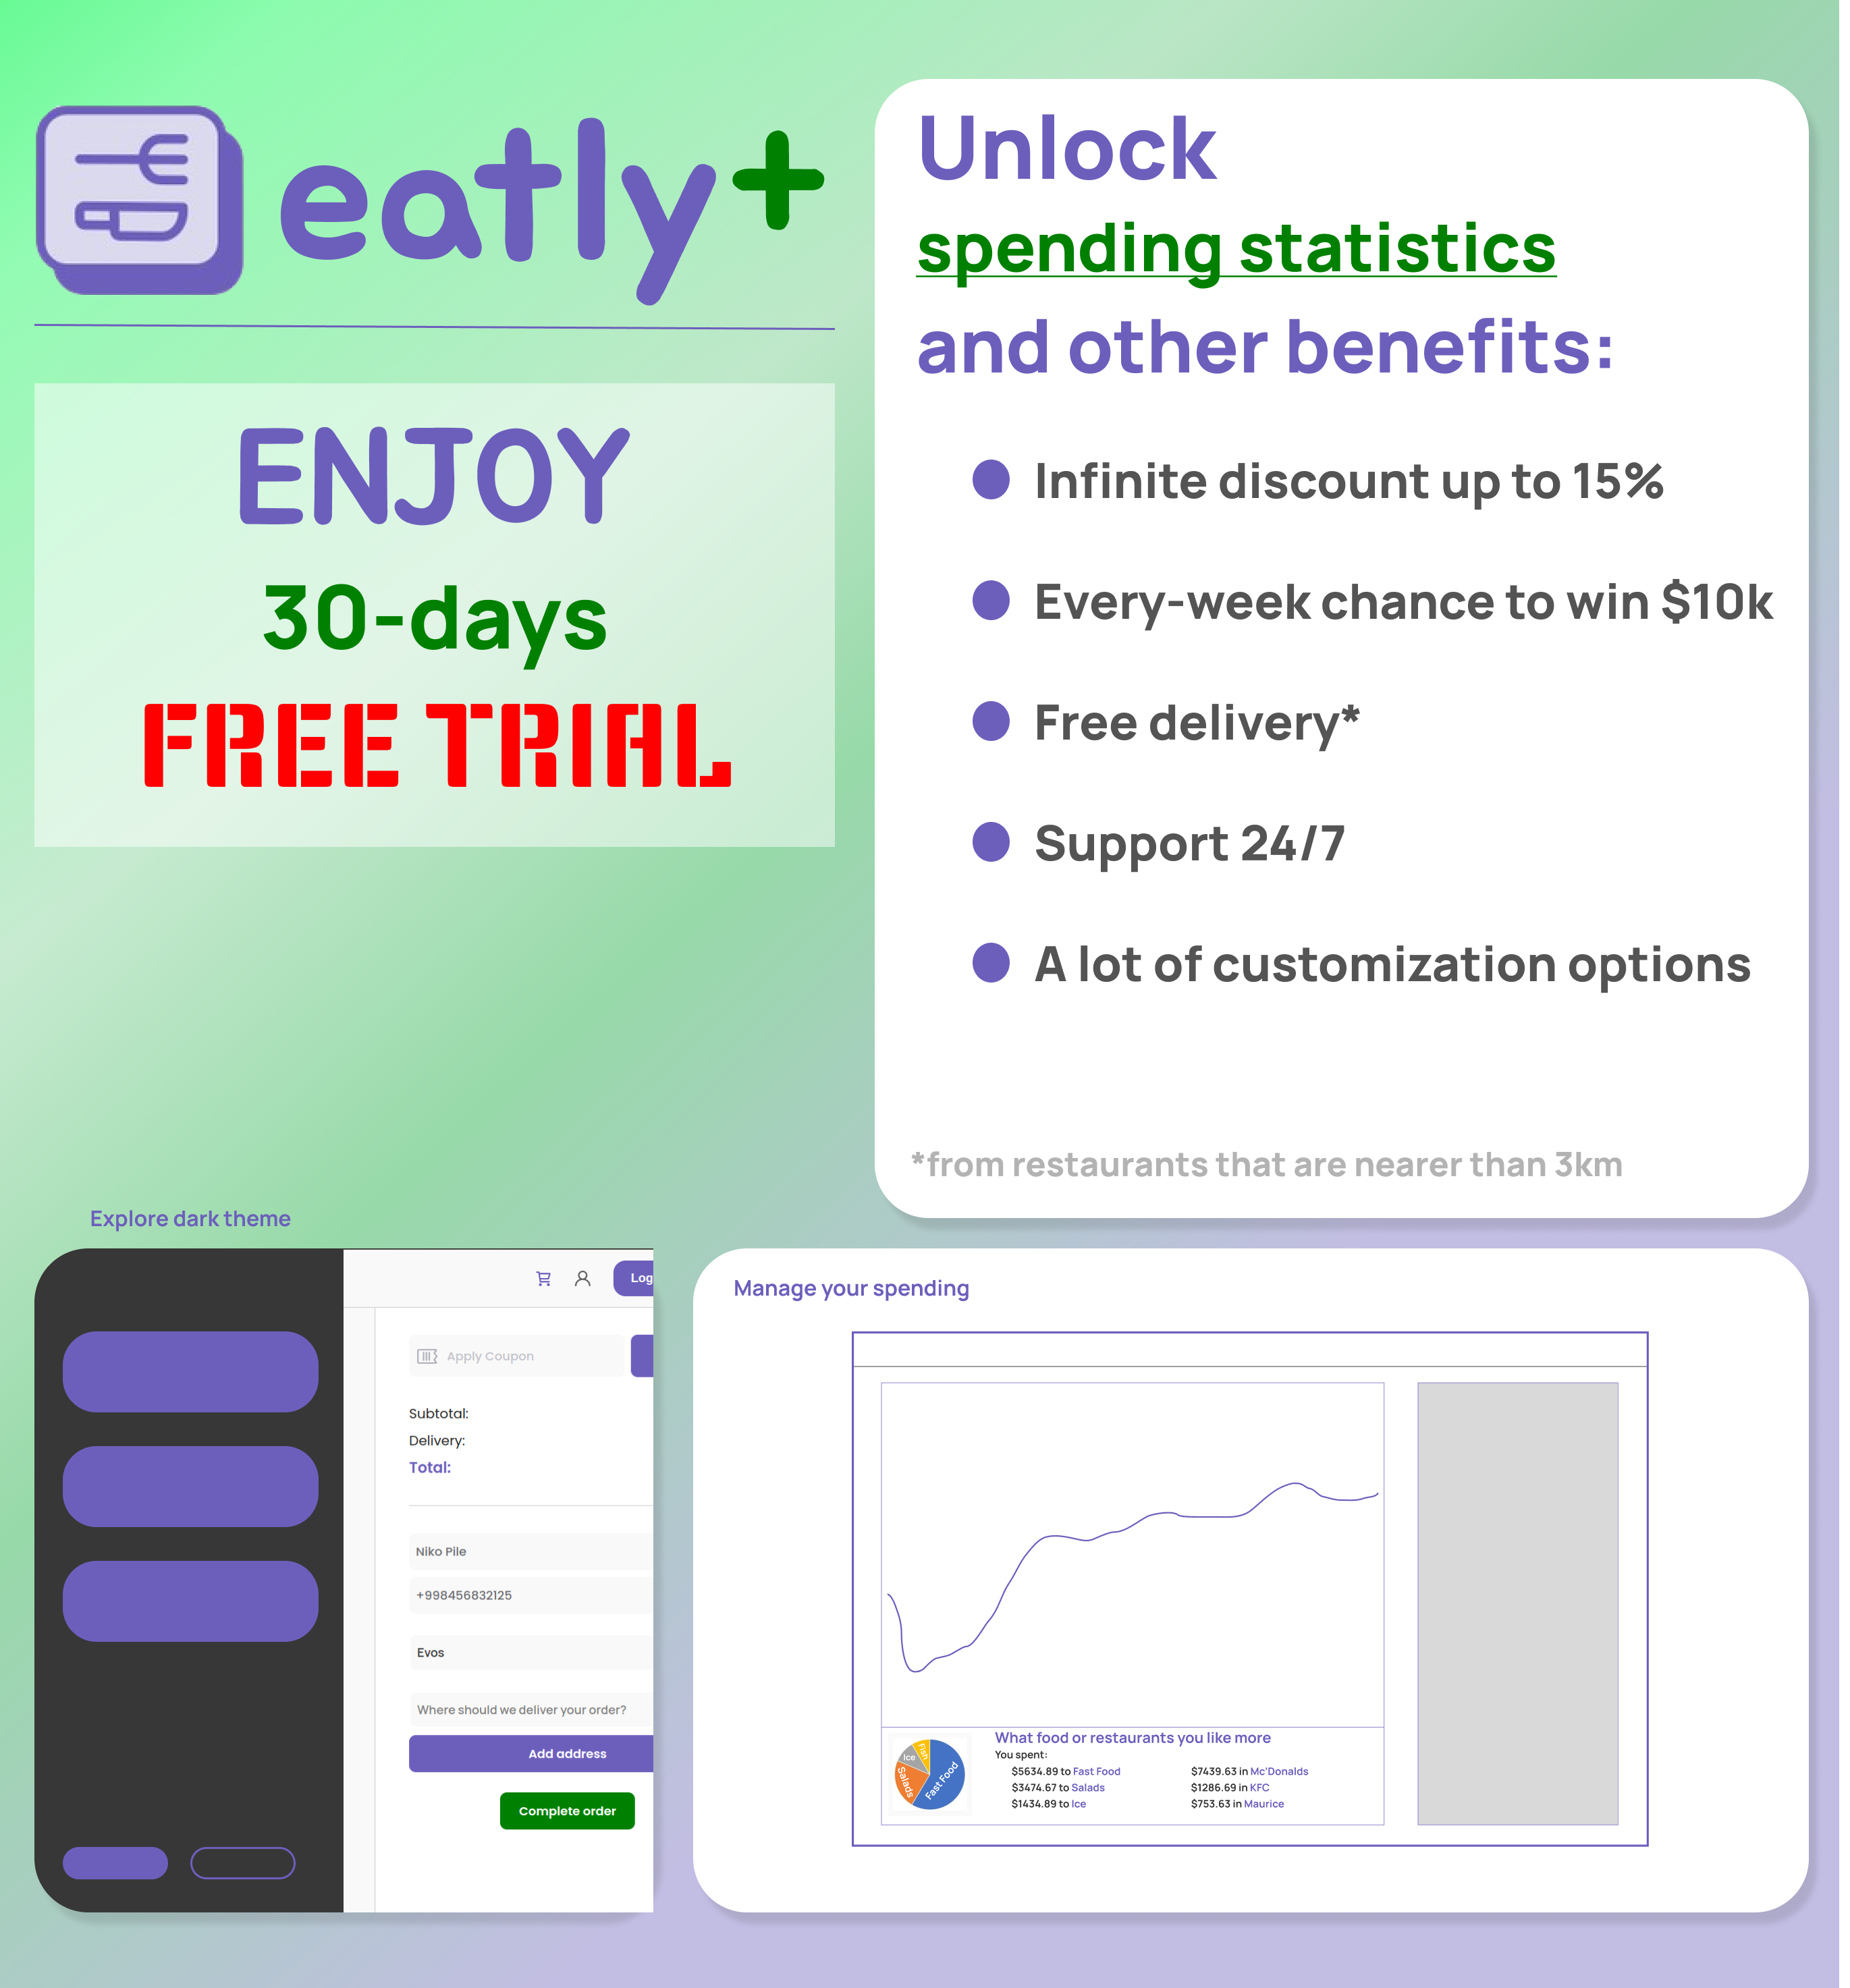 eatly+
ENJOY
30-days
FREE TRIAL
Unlock
spending statistics
and other benefits:
Infinite discount up to 15%
Every-week chance to win $10k
Free delivery*
Support 24/7
A lot of customization options
*from restaurants that are nearer than 3km
Explore dark theme
Log
Apply Coupon
Subtotal:
Delivery:
Total:
Niko Pile
+998456832125
Evos
Where should we deliver your order?
Add address
Complete order
Manage your spending
Fish
Ice
Salads
Fast Food
What food or restaurants you like more
You spent:
$5634.89 to Fast Food
$3474.67 to Salads
$1434.89 to Ice
$7439.63 in Mc'Donalds
$1286.69 in KFC
$753.63 in Maurice